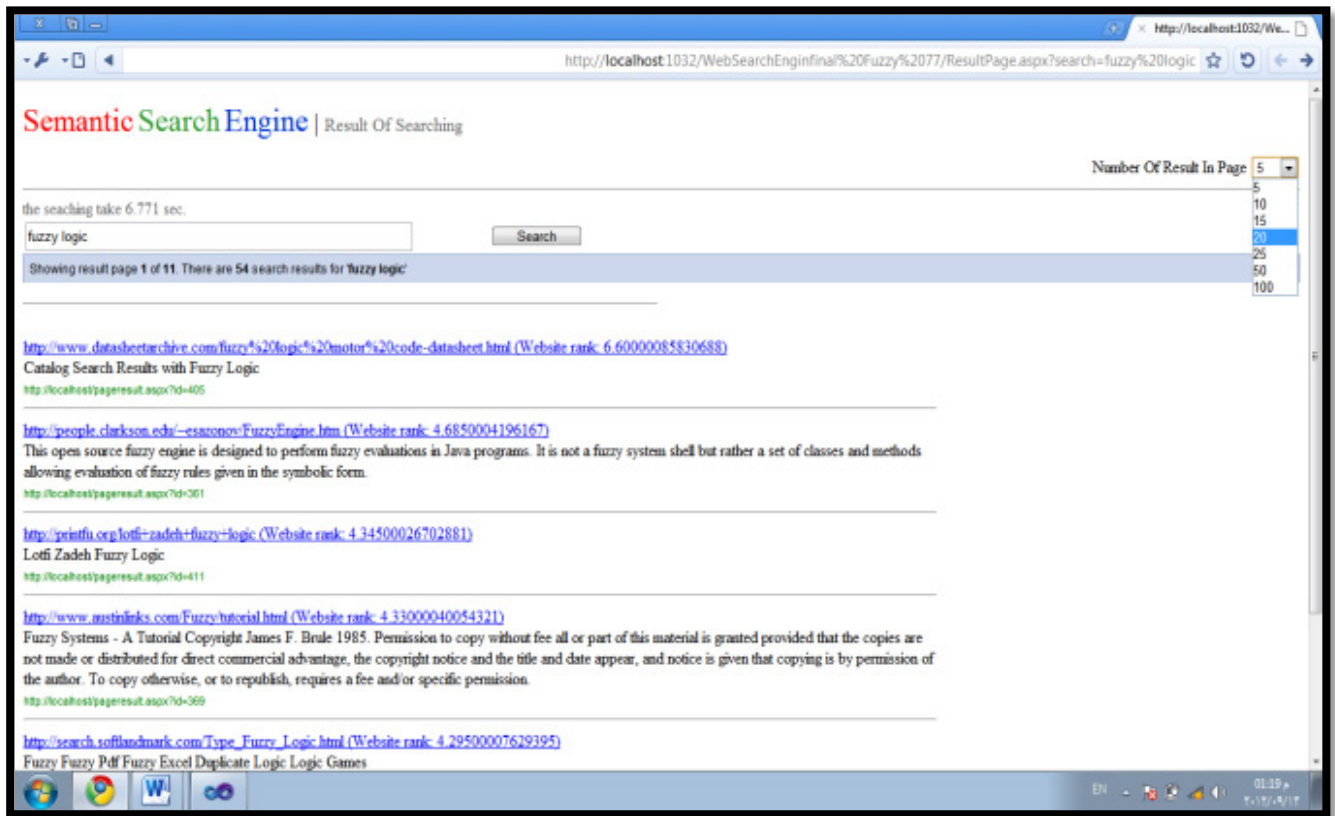 http://localhost:1032/We...
http://localhost:1032/WebSearchEnginfinal%20Fuzzy%2077/ResultPage.aspx?search=fuzzy%20logic
Semantic Search Engine | Result Of Searching
Number Of Result In Page 5
5
10
15
20
25
50
100
the seaching take 6.771 sec.
fuzzy logic Search
Showing result page 1 of 11. There are 54 search results for 'fuzzy logic'
http://www.datasheetarchive.com/fuzzy%20logic%20motor%20code-datasheet.html (Website rank: 6.60000085830688)
Catalog Search Results with Fuzzy Logic
http://localhost/pageresult.aspx?id=405
http://people.clarkson.edu/~esazonov/FuzzyEngine.htm (Website rank: 4.6850004196167)
This open source fuzzy engine is designed to perform fuzzy evaluations in Java programs. It is not a fuzzy system shell but rather a set of classes and methods
allowing evaluation of fuzzy rules given in the symbolic form.
http://localhost/pageresult.aspx?id=361
http://printfu.org/lotfi+zadeh+fuzzy+logic (Website rank: 4.34500026702881)
Lotfi Zadeh Fuzzy Logic
http://localhost/pageresult.aspx?id=411
http://www.austinlinks.com/Fuzzy/tutorial.html (Website rank: 4.33000040054321)
Fuzzy Systems - A Tutorial Copyright James F. Brule 1985. Permission to copy without fee all or part of this material is granted provided that the copies are
not made or distributed for direct commercial advantage, the copyright notice and the title and date appear, and notice is given that copying is by permission of
the author. To copy otherwise, or to republish, requires a fee and/or specific permission.
http://localhost/pageresult.aspx?id=369
http://search.softlandmark.com/Type_Fuzzy_Logic.html (Website rank: 4.29500007629395)
Fuzzy Fuzzy Pdf Fuzzy Excel Duplicate Logic Logic Games
EN
01:19 م
٢٠١٢/٠٩/١٢